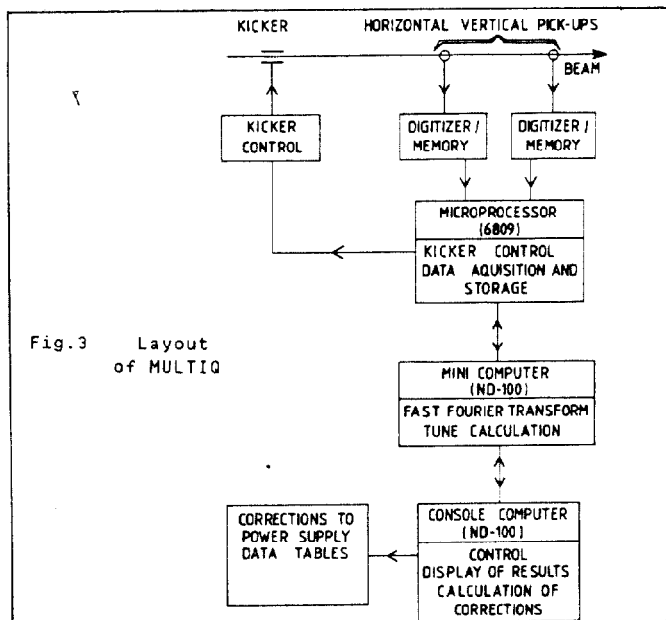 KICKER
HORIZONTAL VERTICAL PICK-UPS
BEAM
KICKER
CONTROL
DIGITIZER /
MEMORY
DIGITIZER /
MEMORY
MICROPROCESSOR
(6809)
KICKER CONTROL
DATA AQUISITION AND
STORAGE
Fig.3 Layout
of MULTIQ
MINI COMPUTER
(ND-100)
FAST FOURIER TRANSFORM
TUNE CALCULATION
CORRECTIONS TO
POWER SUPPLY
DATA TABLES
CONSOLE COMPUTER
(ND-100)
CONTROL
DISPLAY OF RESULTS
CALCULATION OF
CORRECTIONS